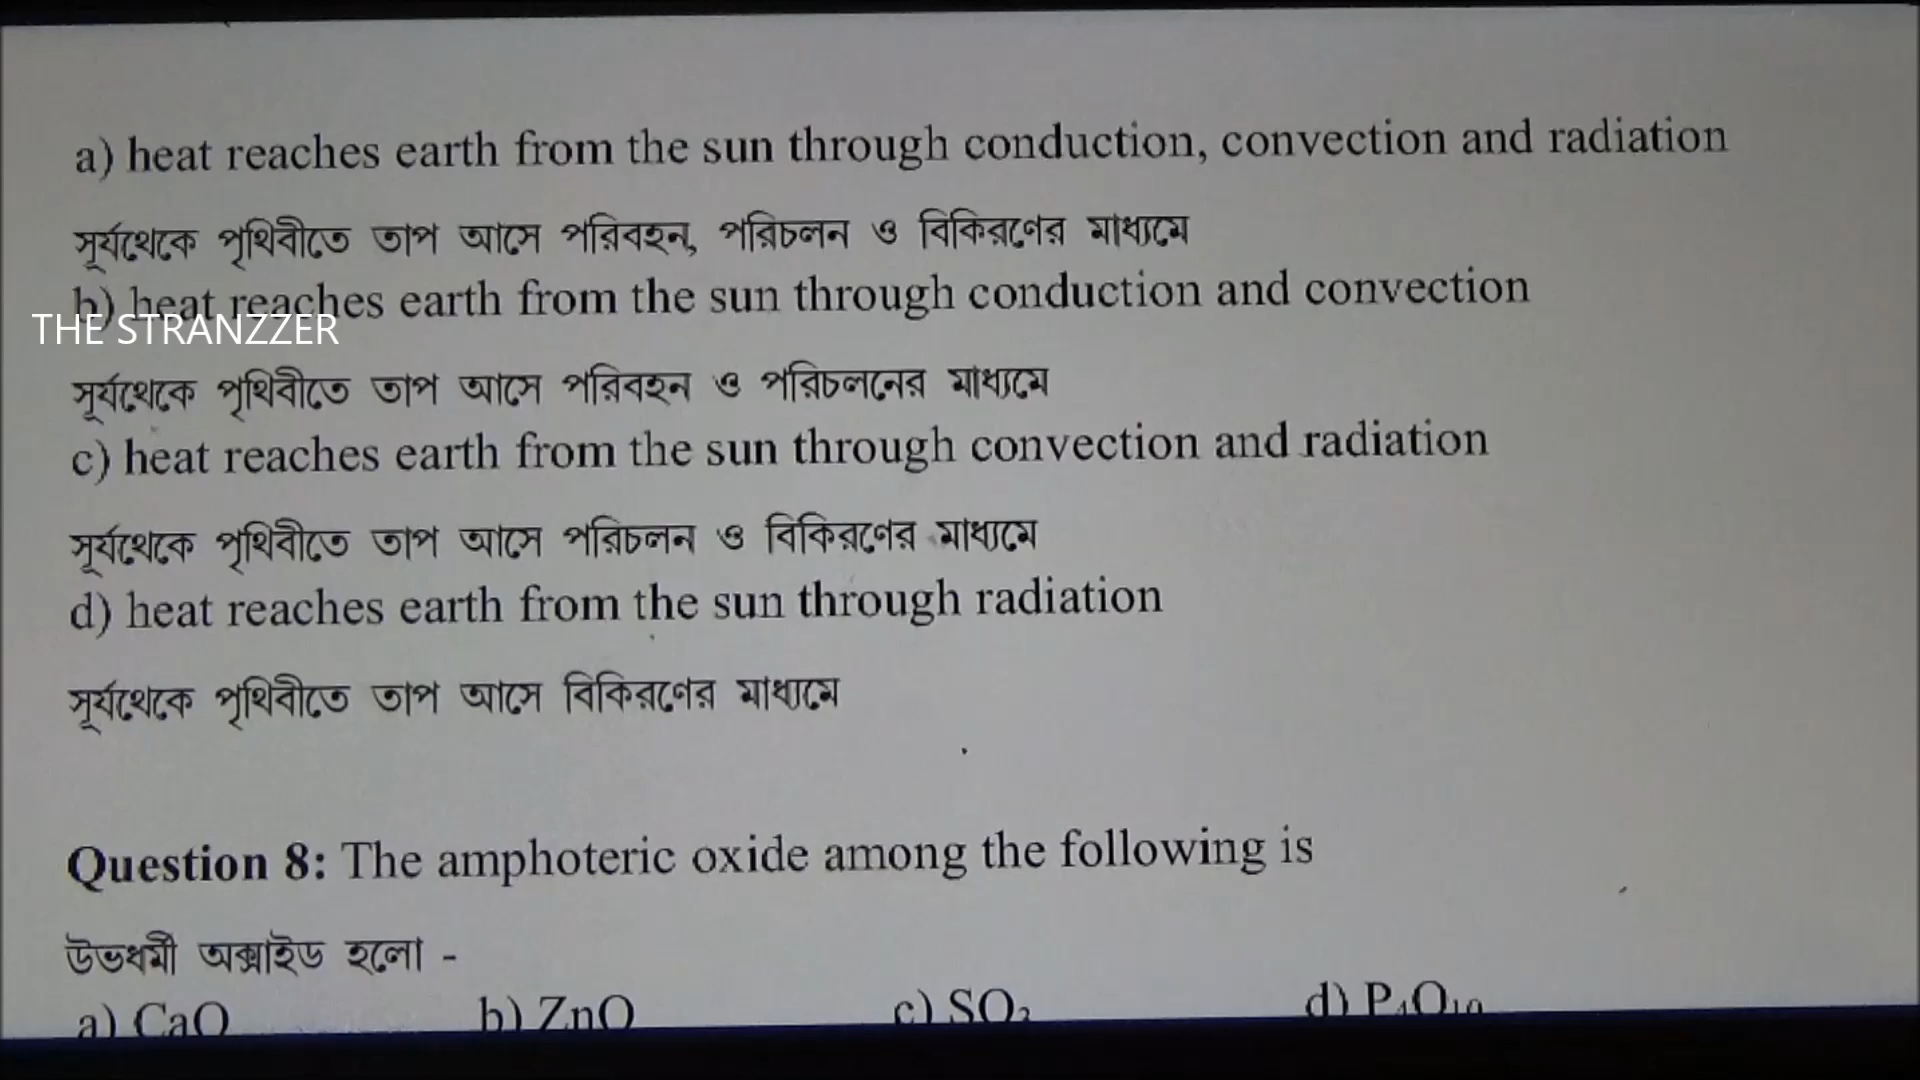 a) heat reaches earth from the sun through conduction, convection and radiation
সূর্যথেকে পৃথিবীতে তাপ আসে পরিবহন, পরিচলন ও বিকিরণের মাধ্যমে
b) heat reaches earth from the sun through conduction and convection
THE STRANZZER
সূর্যথেকে পৃথিবীতে তাপ আসে পরিবহন ও পরিচলনের মাধ্যমে
c) heat reaches earth from the sun through convection and radiation
সূর্যথেকে পৃথিবীতে তাপ আসে পরিচলন ও বিকিরণের মাধ্যমে
d) heat reaches earth from the sun through radiation
সূর্যথেকে পৃথিবীতে তাপ আসে বিকিরণের মাধ্যমে
Question 8: The amphoteric oxide among the following is
উভধর্মী অক্সাইড হলো -
a) CaO b) ZnO c) SO₂ d) P₄O₁₀